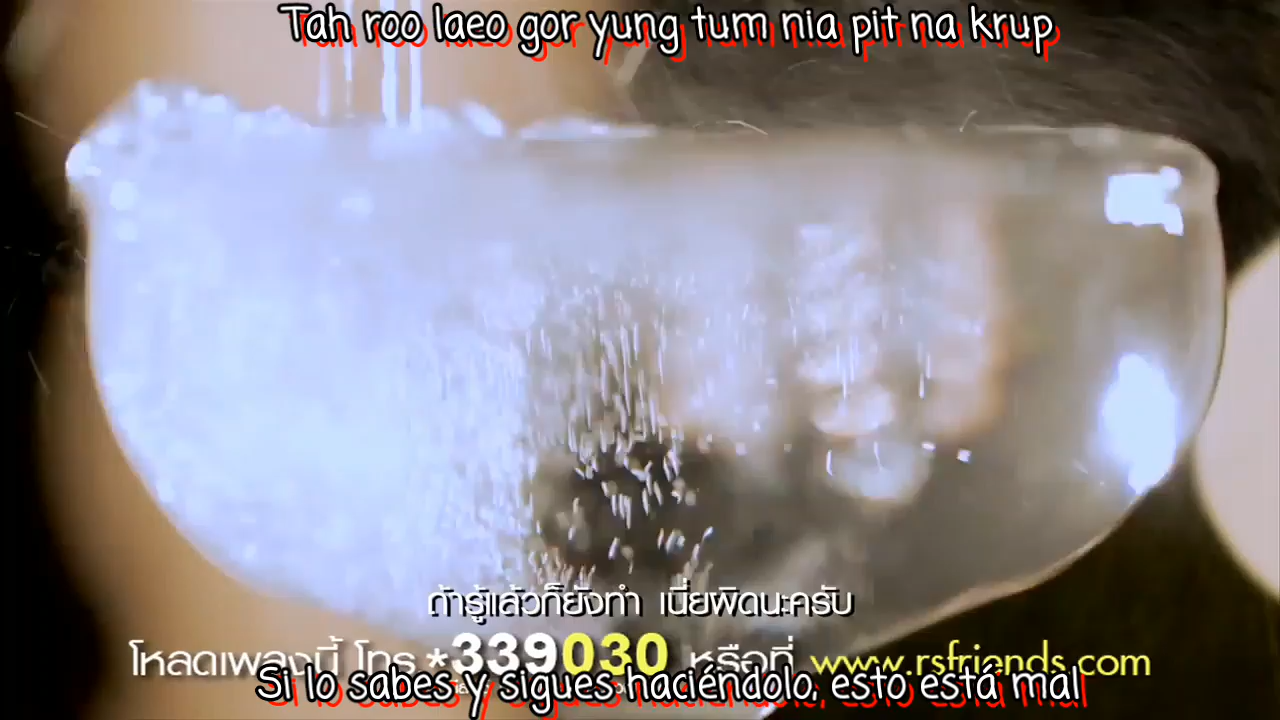 Tah roo laeo gor yung tum nia pit na krup
ถ้ารู้แล้วก็ยังทำ เนี่ยผิดนะครับ
โหลดเพลงนี้ โทร *339030 หรือที่ www.rsfriends.com
Si lo sabes y sigues haciéndolo, esto está mal